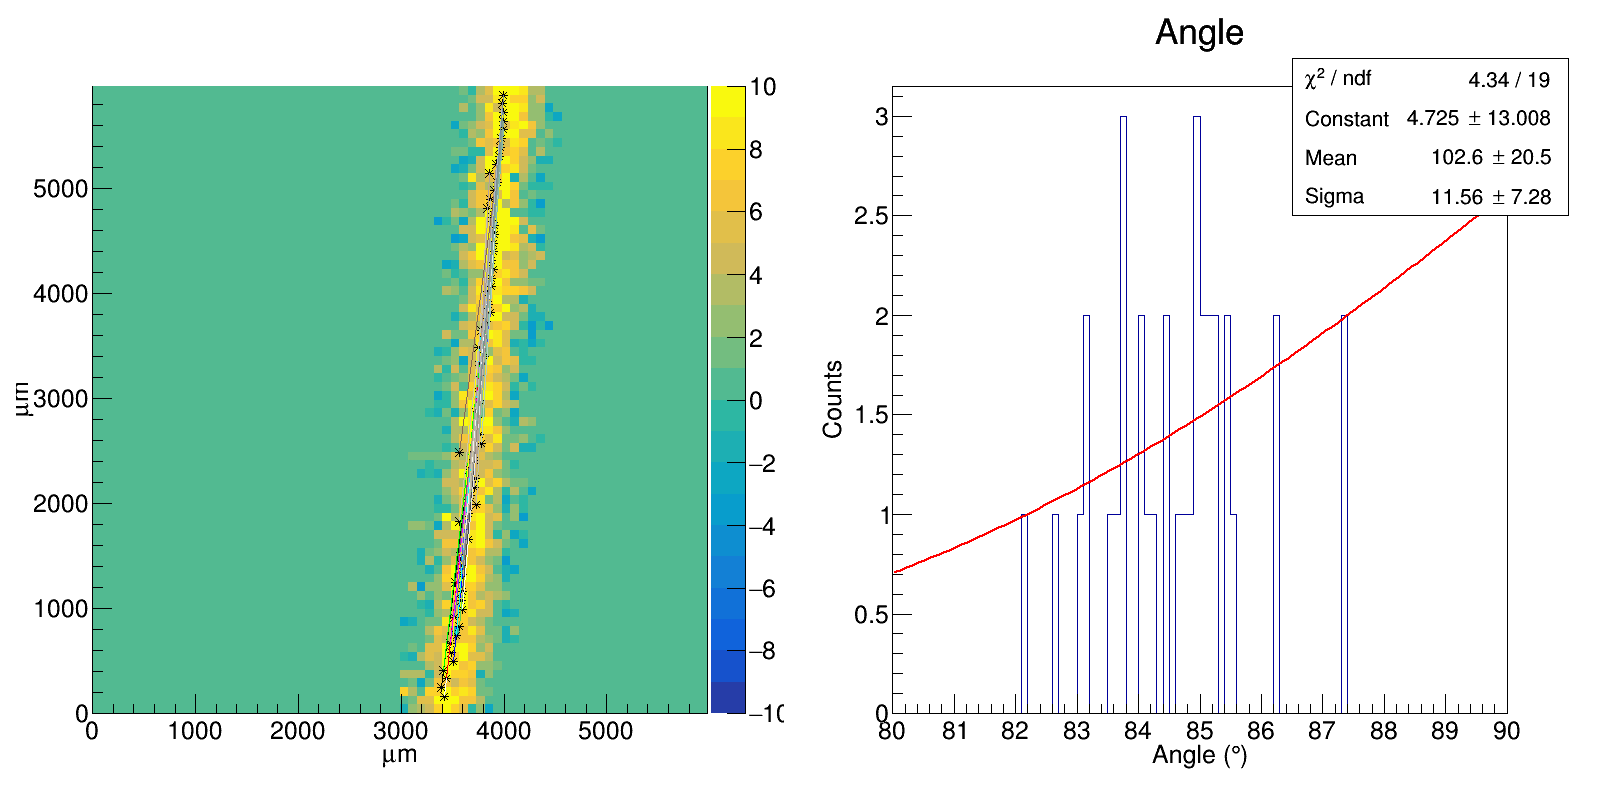 Angle
χ² / ndf 4.34 / 19
Constant 4.725 ± 13.008
Mean 102.6 ± 20.5
Sigma 11.56 ± 7.28
μm
5000
4000
3000
2000
1000
0
0 1000 2000 3000 4000 5000
μm
10
8
6
4
2
0
−2
−4
−6
−8
−10
Counts
3
2.5
2
1.5
1
0.5
0
80 81 82 83 84 85 86 87 88 89 90
Angle (°)